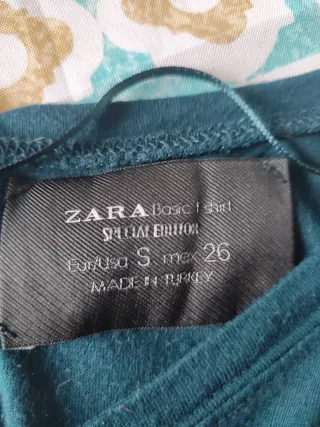 ZARA Basic t-shirt
SPECIAL EDITION
Eur/Usa S mex 26
MADE IN TURKEY